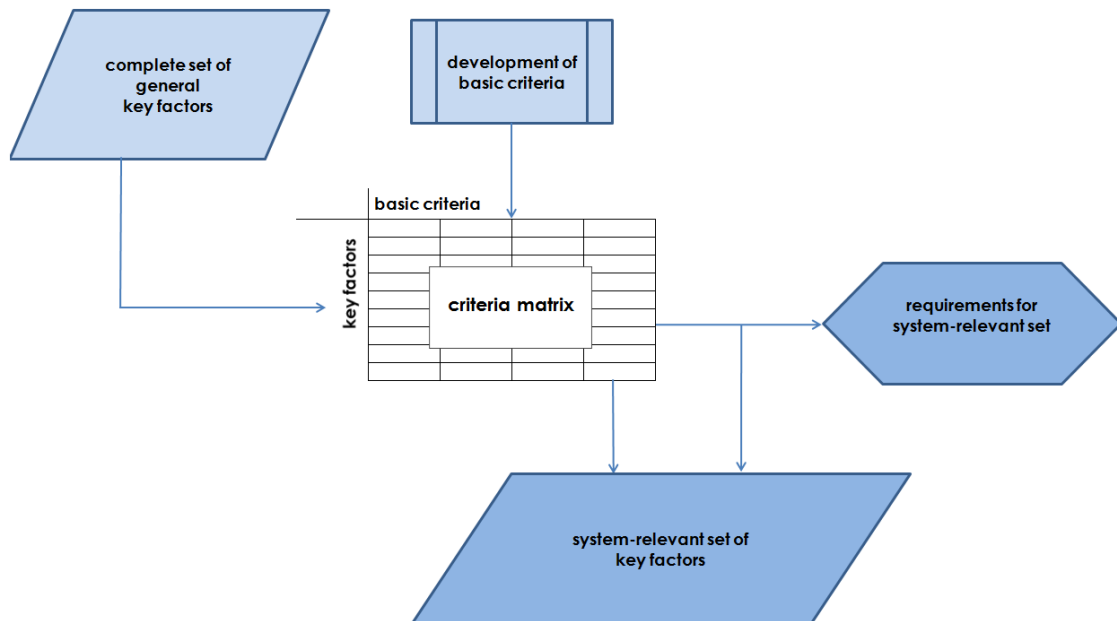 complete set of
general
key factors
development of
basic criteria
basic criteria
key factors
criteria matrix
requirements for
system-relevant set
system-relevant set of
key factors